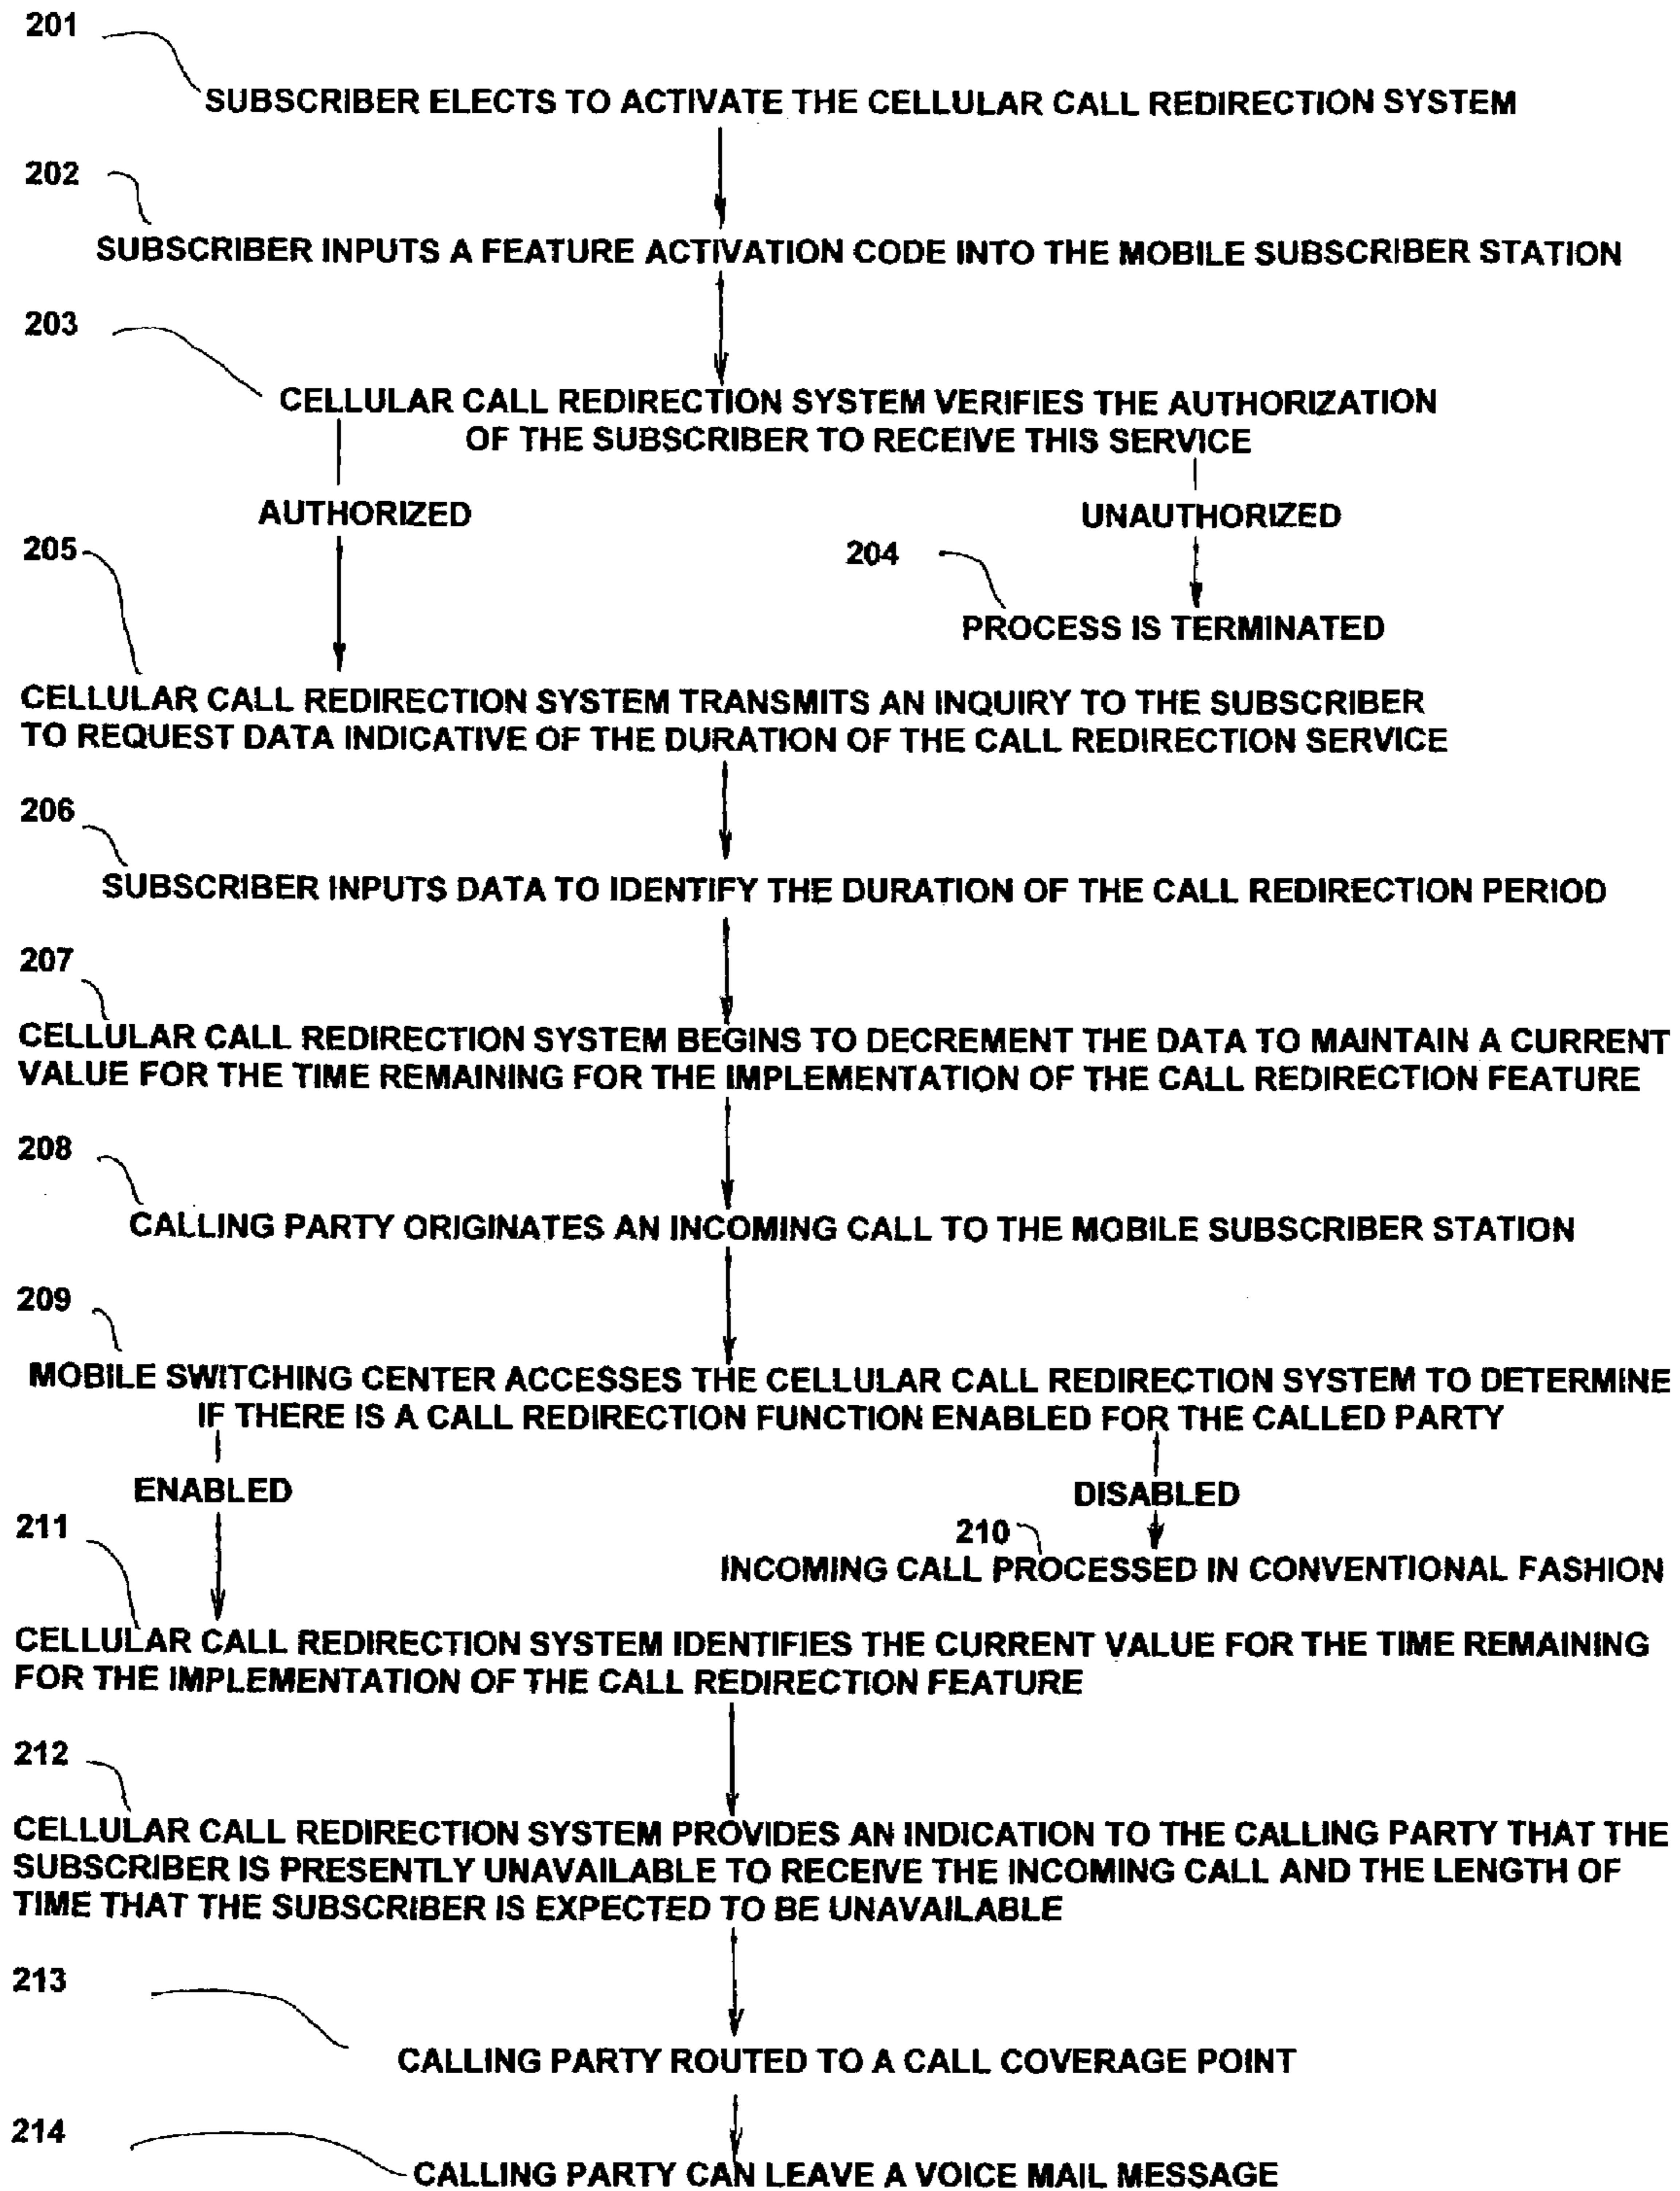 201
SUBSCRIBER ELECTS TO ACTIVATE THE CELLULAR CALL REDIRECTION SYSTEM
202
SUBSCRIBER INPUTS A FEATURE ACTIVATION CODE INTO THE MOBILE SUBSCRIBER STATION
203
CELLULAR CALL REDIRECTION SYSTEM VERIFIES THE AUTHORIZATION
OF THE SUBSCRIBER TO RECEIVE THIS SERVICE
AUTHORIZED
UNAUTHORIZED
205
204
PROCESS IS TERMINATED
CELLULAR CALL REDIRECTION SYSTEM TRANSMITS AN INQUIRY TO THE SUBSCRIBER
TO REQUEST DATA INDICATIVE OF THE DURATION OF THE CALL REDIRECTION SERVICE
206
SUBSCRIBER INPUTS DATA TO IDENTIFY THE DURATION OF THE CALL REDIRECTION PERIOD
207
CELLULAR CALL REDIRECTION SYSTEM BEGINS TO DECREMENT THE DATA TO MAINTAIN A CURRENT
VALUE FOR THE TIME REMAINING FOR THE IMPLEMENTATION OF THE CALL REDIRECTION FEATURE
208
CALLING PARTY ORIGINATES AN INCOMING CALL TO THE MOBILE SUBSCRIBER STATION
209
MOBILE SWITCHING CENTER ACCESSES THE CELLULAR CALL REDIRECTION SYSTEM TO DETERMINE
IF THERE IS A CALL REDIRECTION FUNCTION ENABLED FOR THE CALLED PARTY
ENABLED
DISABLED
211
210
INCOMING CALL PROCESSED IN CONVENTIONAL FASHION
CELLULAR CALL REDIRECTION SYSTEM IDENTIFIES THE CURRENT VALUE FOR THE TIME REMAINING
FOR THE IMPLEMENTATION OF THE CALL REDIRECTION FEATURE
212
CELLULAR CALL REDIRECTION SYSTEM PROVIDES AN INDICATION TO THE CALLING PARTY THAT THE
SUBSCRIBER IS PRESENTLY UNAVAILABLE TO RECEIVE THE INCOMING CALL AND THE LENGTH OF
TIME THAT THE SUBSCRIBER IS EXPECTED TO BE UNAVAILABLE
213
CALLING PARTY ROUTED TO A CALL COVERAGE POINT
214
CALLING PARTY CAN LEAVE A VOICE MAIL MESSAGE